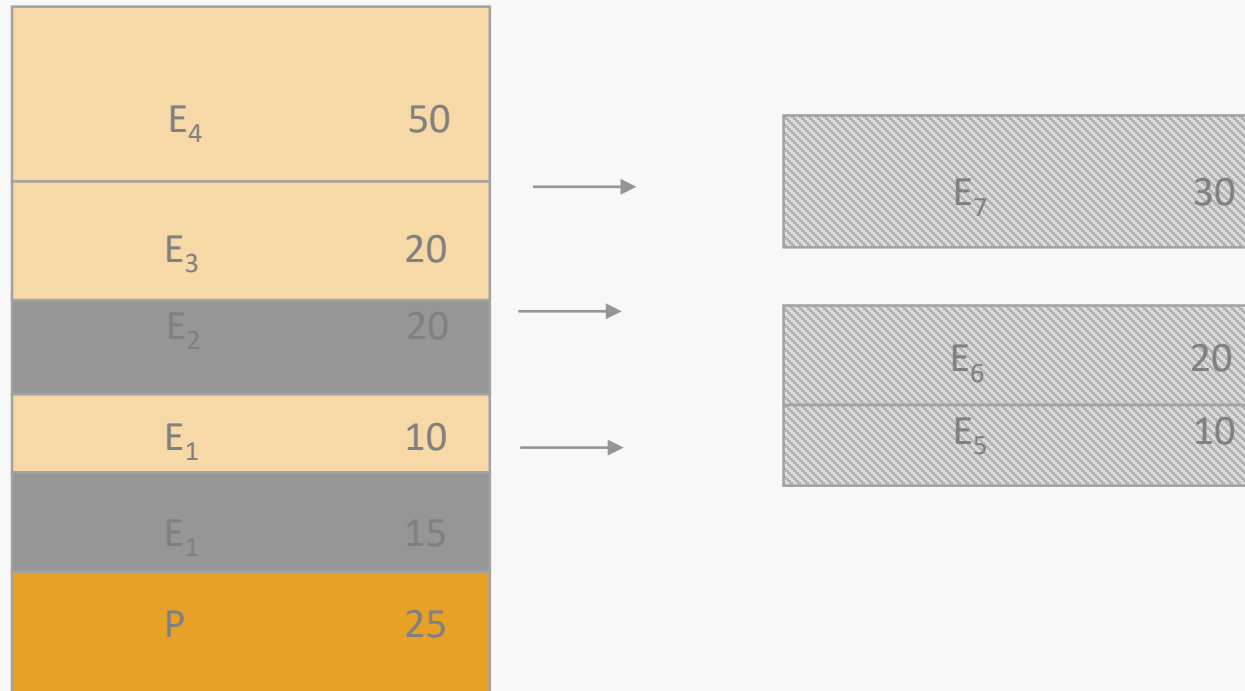 E₄ 50
E₃ 20
E₂ 20
E₁ 10
E₁ 15
P 25
E₇ 30
E₆ 20
E₅ 10